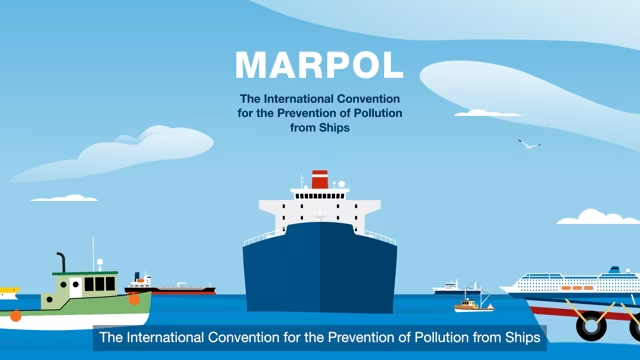 MARPOL
The International Convention
for the Prevention of Pollution
from Ships
The International Convention for the Prevention of Pollution from Ships